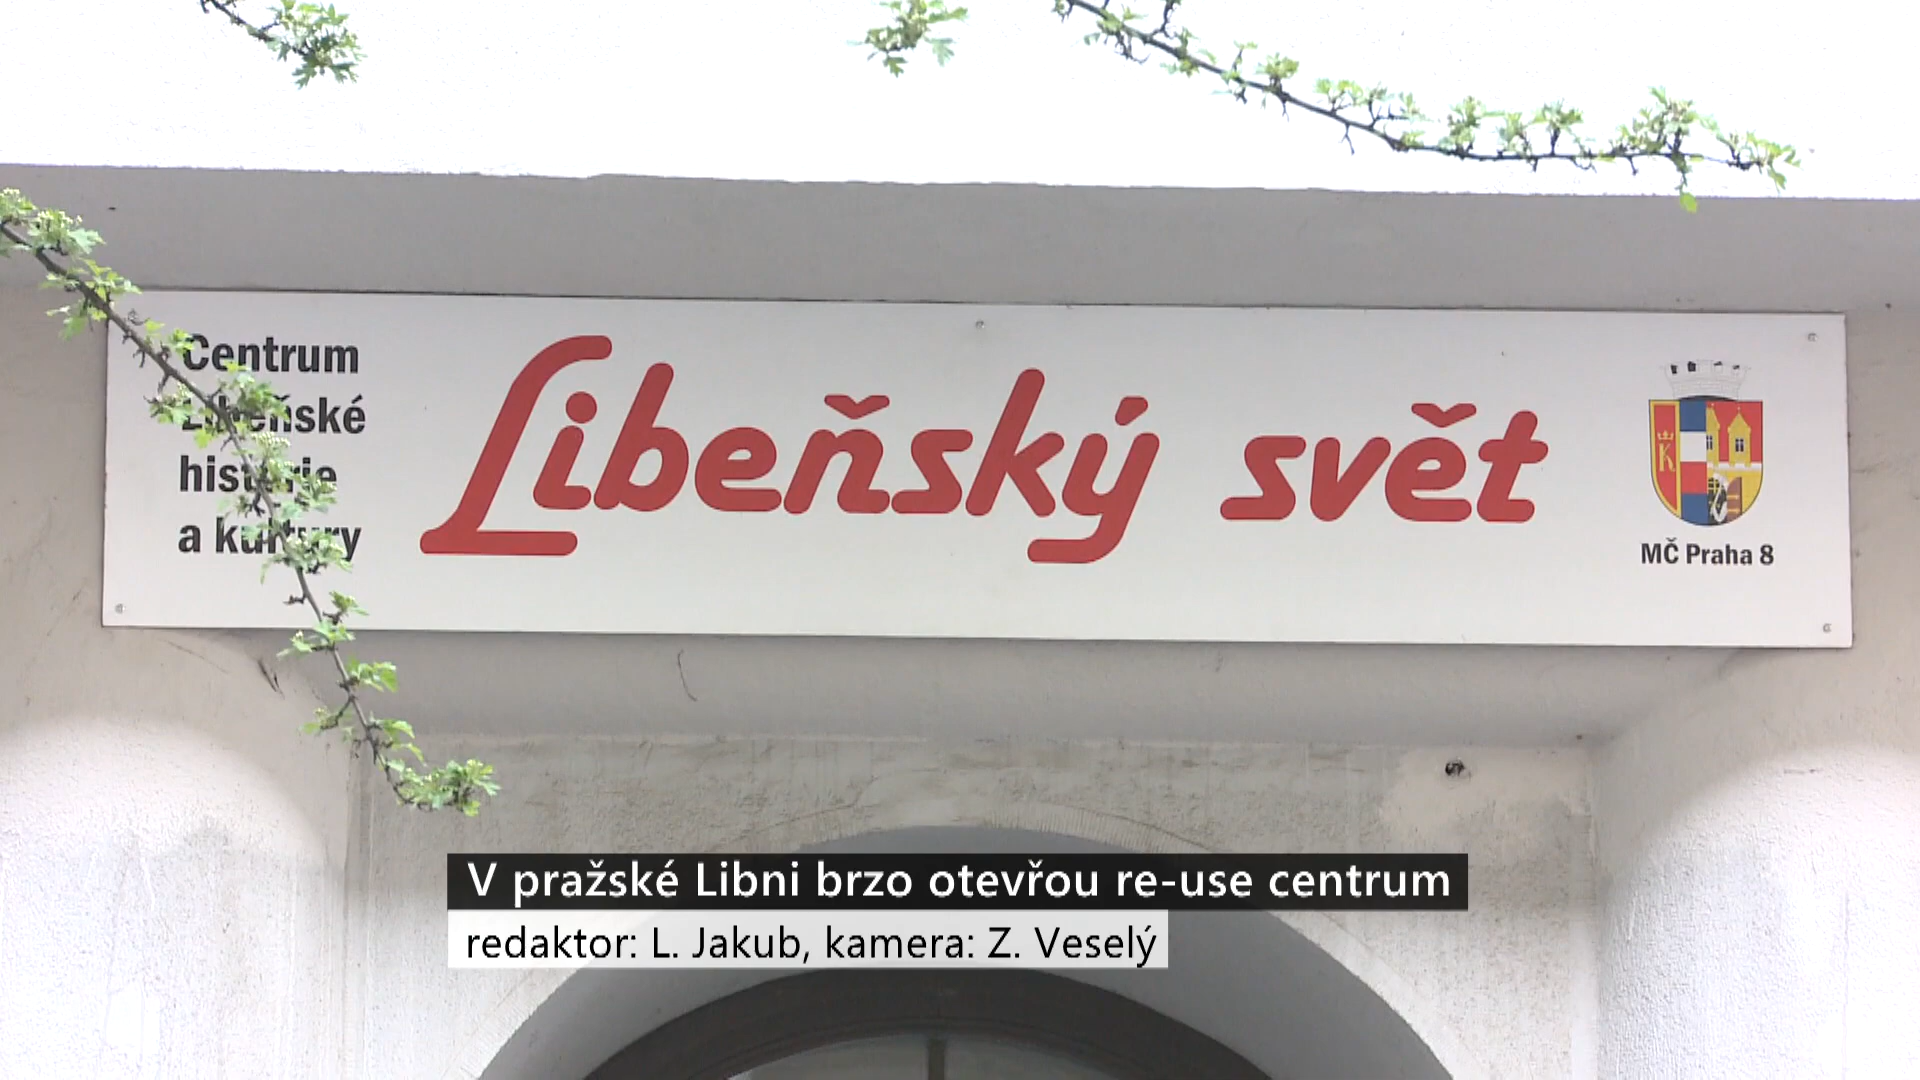 Centrum
Libeňské
historie
a kultury
Libeňský svět
K
MČ Praha 8
V pražské Libni brzo otevřou re-use centrum
redaktor: L. Jakub, kamera: Z. Veselý